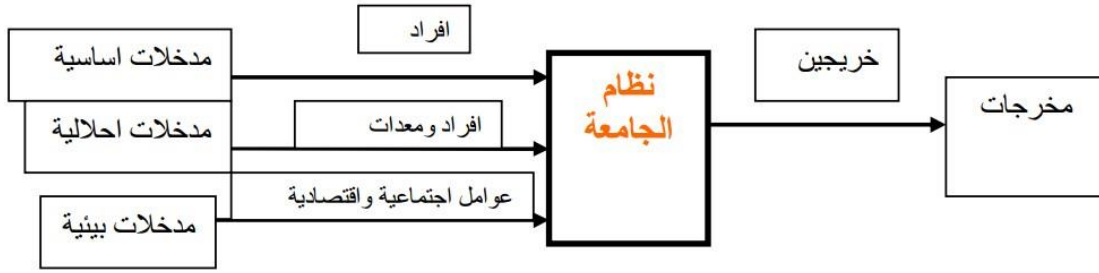 افراد
مدخلات اساسية
خريجين
نظام
الجامعة
مخرجات
افراد ومعدات
مدخلات احلالية
عوامل اجتماعية واقتصادية
مدخلات بيئية